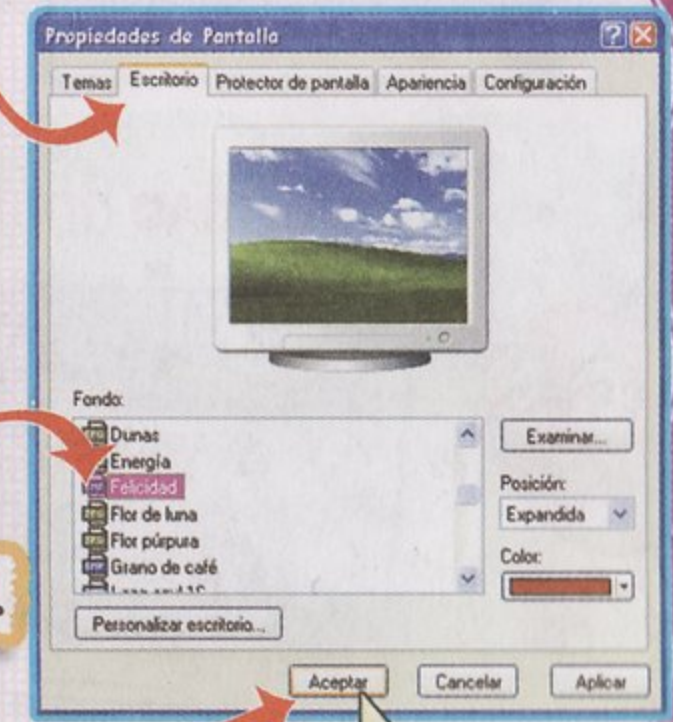 Propiedades de Pantalla
Temas Escritorio Protector de pantalla Apariencia Configuración
Fondo:
Dunas
Energía
Felicidad
Flor de luna
Flor púrpura
Grano de café
Examinar...
Posición:
Expandida
Color:
Personalizar escritorio...
Aceptar Cancelar Aplicar